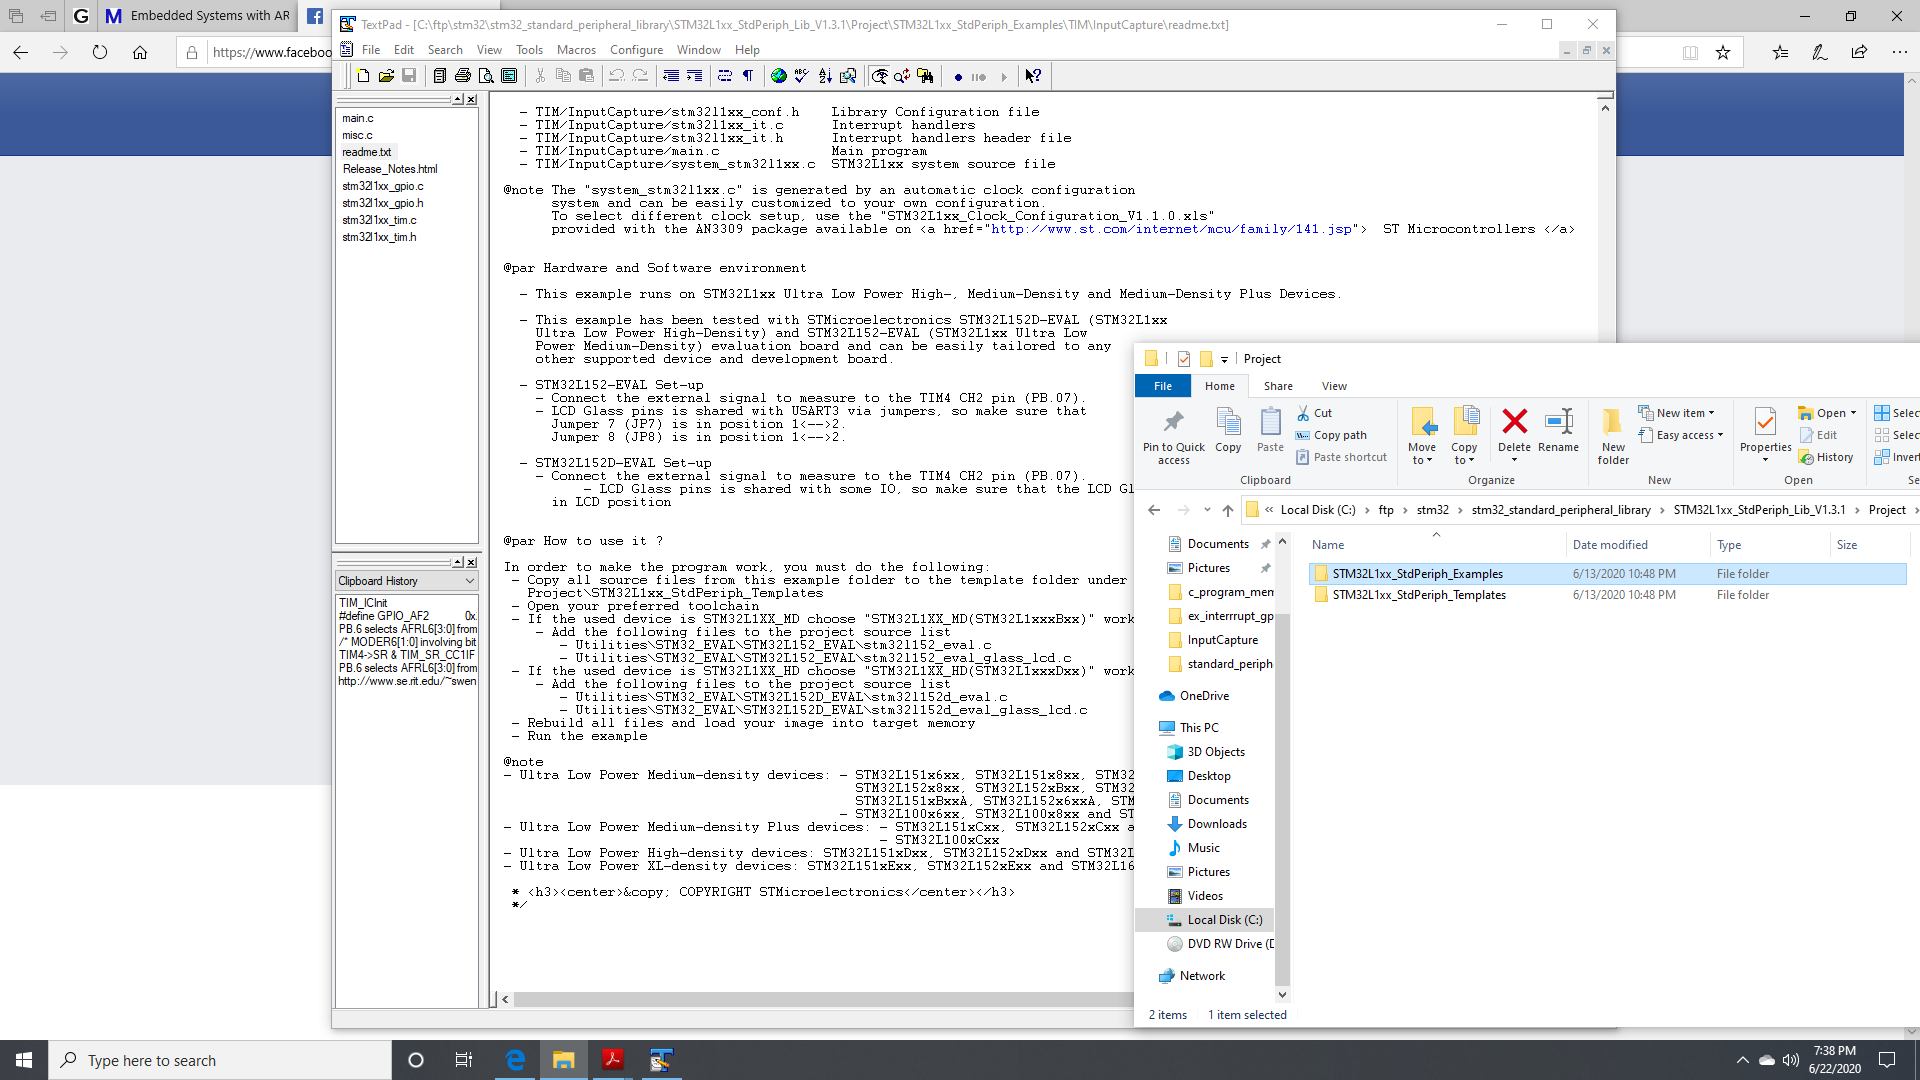 Embedded Systems with AR
https://www.faceboo
TextPad - [C:\ftp\stm32\stm32_standard_peripheral_library\STM32L1xx_StdPeriph_Lib_V1.3.1\Project\STM32L1xx_StdPeriph_Examples\TIM\InputCapture\readme.txt]
File Edit Search View Tools Macros Configure Window Help
main.c
misc.c
readme.txt
Release_Notes.html
stm32l1xx_gpio.c
stm32l1xx_gpio.h
stm32l1xx_tim.c
stm32l1xx_tim.h
Clipboard History
TIM_ICInit
#define GPIO_AF2 0x
PB.6 selects AFRL6[3:0] from
/* MODER6[1:0] involving bit
TIM4->SR & TIM_SR_CC1IF
PB.6 selects AFRL6[3:0] from
http://www.se.rit.edu/~swen
- TIM/InputCapture/stm32l1xx_conf.h Library Configuration file
- TIM/InputCapture/stm32l1xx_it.c Interrupt handlers
- TIM/InputCapture/stm32l1xx_it.h Interrupt handlers header file
- TIM/InputCapture/main.c Main program
- TIM/InputCapture/system_stm32l1xx.c STM32L1xx system source file
@note The "system_stm32l1xx.c" is generated by an automatic clock configuration
system and can be easily customized to your own configuration.
To select different clock setup, use the "STM32L1xx_Clock_Configuration_V1.1.0.xls"
provided with the AN3309 package available on <a href="http://www.st.com/internet/mcu/family/141.jsp"> ST Microcontrollers </a>
@par Hardware and Software environment
- This example runs on STM32L1xx Ultra Low Power High-, Medium-Density and Medium-Density Plus Devices.
- This example has been tested with STMicroelectronics STM32L152D-EVAL (STM32L1xx
Ultra Low Power High-Density) and STM32L152-EVAL (STM32L1xx Ultra Low
Power Medium-Density) evaluation board and can be easily tailored to any
other supported device and development board.
- STM32L152-EVAL Set-up
- Connect the external signal to measure to the TIM4 CH2 pin (PB.07).
- LCD Glass pins is shared with USART3 via jumpers, so make sure that
Jumper 7 (JP7) is in position 1<-->2.
Jumper 8 (JP8) is in position 1<-->2.
- STM32L152D-EVAL Set-up
- Connect the external signal to measure to the TIM4 CH2 pin (PB.07).
- LCD Glass pins is shared with some IO, so make sure that the LCD Gl
in LCD position
@par How to use it ?
In order to make the program work, you must do the following:
- Copy all source files from this example folder to the template folder under
Project\STM32L1xx_StdPeriph_Templates
- Open your preferred toolchain
- If the used device is STM32L1XX_MD choose "STM32L1XX_MD(STM32L1xxxBxx)" work
- Add the following files to the project source list
- Utilities\STM32_EVAL\STM32L152_EVAL\stm32l152_eval.c
- Utilities\STM32_EVAL\STM32L152_EVAL\stm32l152_eval_glass_lcd.c
- If the used device is STM32L1XX_HD choose "STM32L1XX_HD(STM32L1xxxDxx)" work
- Add the following files to the project source list
- Utilities\STM32_EVAL\STM32L152D_EVAL\stm32l152d_eval.c
- Utilities\STM32_EVAL\STM32L152D_EVAL\stm32l152d_eval_glass_lcd.c
- Rebuild all files and load your image into target memory
- Run the example
@note
- Ultra Low Power Medium-density devices: - STM32L151x6xx, STM32L151x8xx, STM32
STM32L152x8xx, STM32L152xBxx, STM32
STM32L151xBxxA, STM32L152x6xxA, STM
- STM32L100x6xx, STM32L100x8xx and ST
- Ultra Low Power Medium-density Plus devices: - STM32L151xCxx, STM32L152xCxx a
- STM32L100xCxx
- Ultra Low Power High-density devices: STM32L151xDxx, STM32L152xDxx and STM32L
- Ultra Low Power XL-density devices: STM32L151xExx, STM32L152xExx and STM32L16
* <h3><center>&copy; COPYRIGHT STMicroelectronics</center></h3>
*/
Project
File Home Share View
Pin to Quick access
Copy
Paste
Cut
Copy path
Paste shortcut
Clipboard
Move to
Copy to
Delete
Rename
Organize
New folder
New item
Easy access
New
Properties
Open
Edit
History
Open
Selec
Selec
Invert
Se
« Local Disk (C:) › ftp › stm32 › stm32_standard_peripheral_library › STM32L1xx_StdPeriph_Lib_V1.3.1 › Project ›
Documents
Pictures
c_program_mem
ex_interrrupt_gp
InputCapture
standard_periph
OneDrive
This PC
3D Objects
Desktop
Documents
Downloads
Music
Pictures
Videos
Local Disk (C:)
DVD RW Drive (D
Network
Name Date modified Type Size
STM32L1xx_StdPeriph_Examples 6/13/2020 10:48 PM File folder
STM32L1xx_StdPeriph_Templates 6/13/2020 10:48 PM File folder
2 items 1 item selected
Type here to search
7:38 PM
6/22/2020